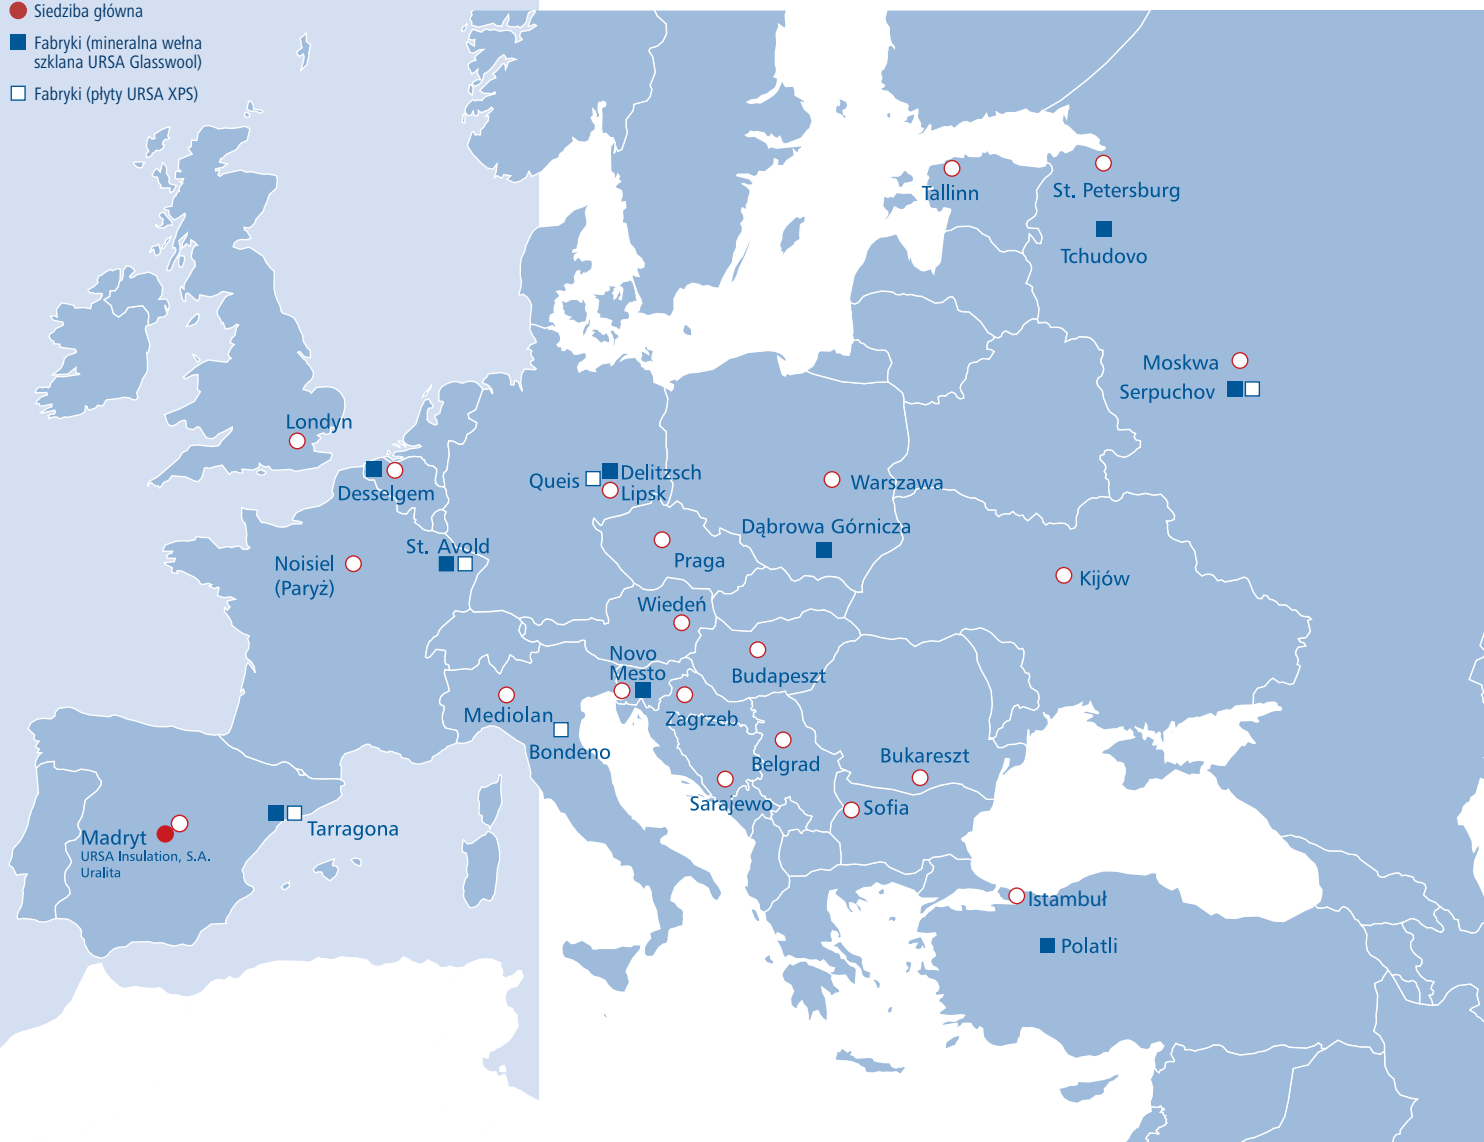 Siedziba główna
Fabryki (mineralna wełna
szklana URSA Glasswool)
Fabryki (płyty URSA XPS)
Tallinn
St. Petersburg
Tchudovo
Moskwa
Serpuchov
Londyn
Desselgem
Queis
Delitzsch
Lipsk
Warszawa
Dąbrowa Górnicza
Noisiel
(Paryż)
St. Avold
Praga
Kijów
Wiedeń
Novo
Mesto
Budapeszt
Mediolan
Zagrzeb
Bondeno
Belgrad
Bukareszt
Sarajewo
Sofia
Madryt
URSA Insulation, S.A.
Uralita
Tarragona
Istambuł
Polatli